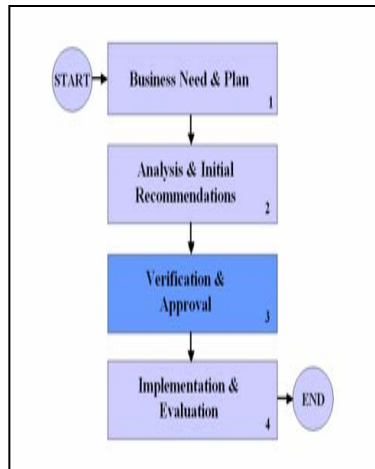 START
Business Need & Plan
1
Analysis & Initial
Recommendations
2
Verification &
Approval
3
Implementation &
Evaluation
4
END